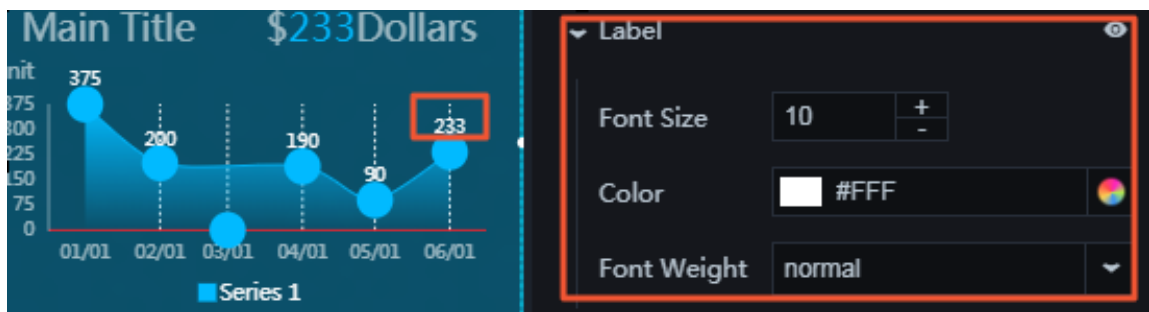 Main Title $233Dollars
nit
375
375
300
225
150
75
0
200
190
90
233
01/01 02/01 03/01 04/01 05/01 06/01
Series 1
Label
Font Size 10 + -
Color #FFF
Font Weight normal